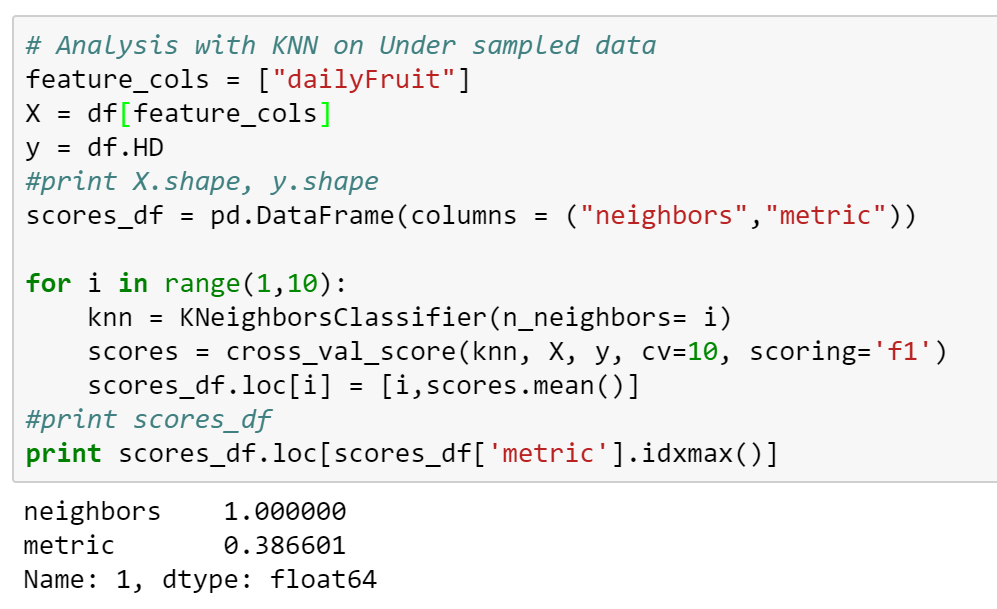 # Analysis with KNN on Under sampled data
feature_cols = ["dailyFruit"]
X = df[feature_cols]
y = df.HD
#print X.shape, y.shape
scores_df = pd.DataFrame(columns = ("neighbors","metric"))
for i in range(1,10):
    knn = KNeighborsClassifier(n_neighbors= i)
    scores = cross_val_score(knn, X, y, cv=10, scoring='f1')
    scores_df.loc[i] = [i,scores.mean()]
#print scores_df
print scores_df.loc[scores_df['metric'].idxmax()]
neighbors    1.000000
metric       0.386601
Name: 1, dtype: float64